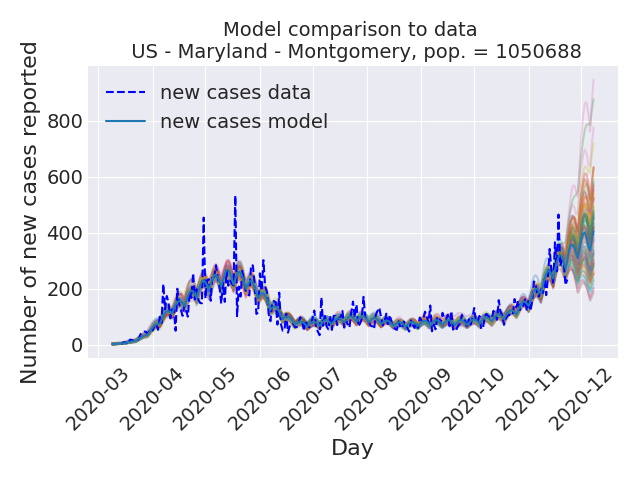 Model comparison to data
US - Maryland - Montgomery, pop. = 1050688
Number of new cases reported
new cases data
new cases model
800
600
400
200
0
2020-03
2020-04
2020-05
2020-06
2020-07
2020-08
2020-09
2020-10
2020-11
2020-12
Day